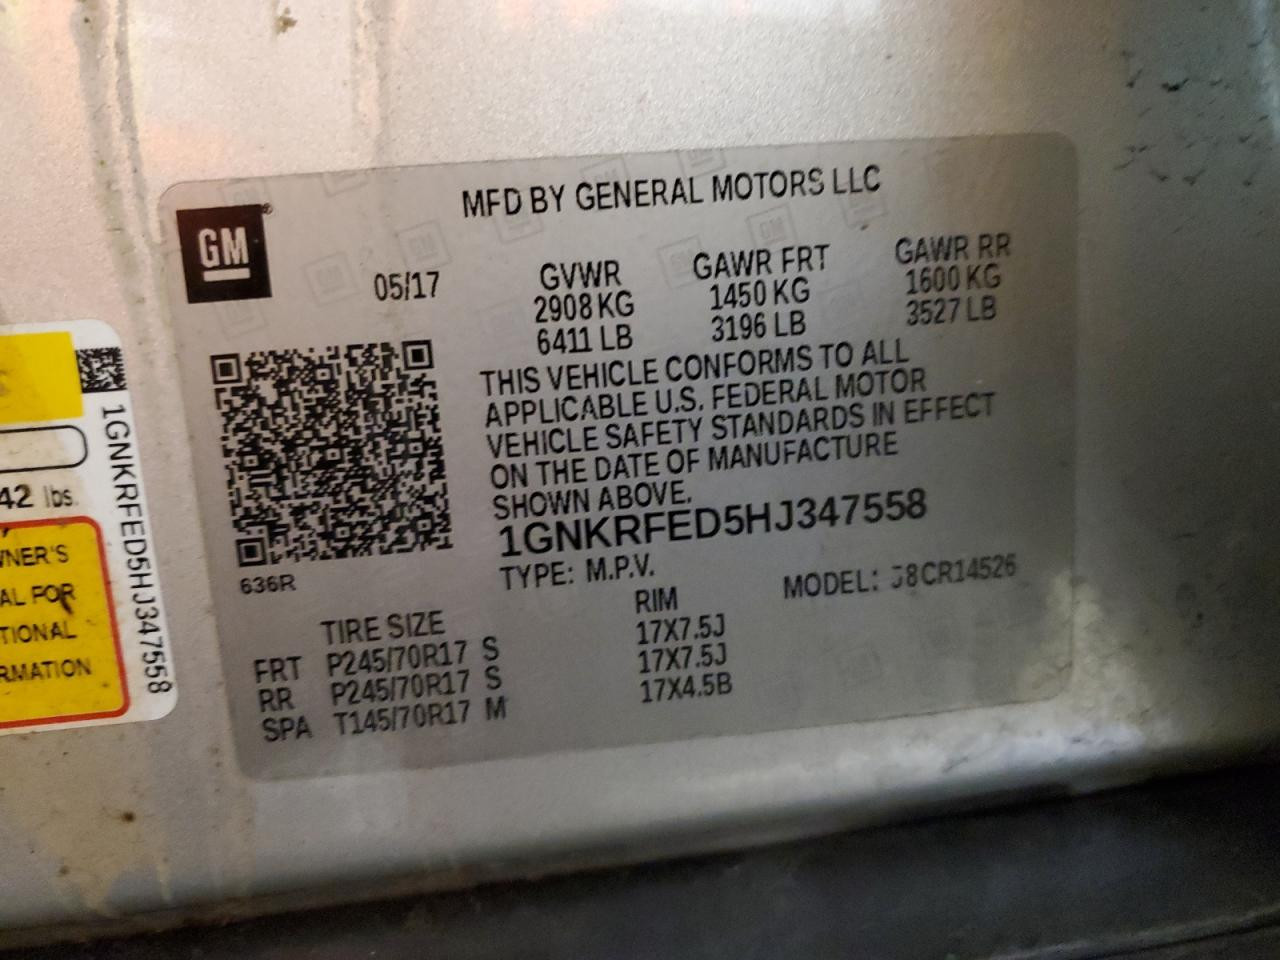 GM
MFD BY GENERAL MOTORS LLC
05/17
GVWR
2908 KG
6411 LB
GAWR FRT
1450 KG
3196 LB
GAWR RR
1600 KG
3527 LB
THIS VEHICLE CONFORMS TO ALL
APPLICABLE U.S. FEDERAL MOTOR
VEHICLE SAFETY STANDARDS IN EFFECT
ON THE DATE OF MANUFACTURE
SHOWN ABOVE.
1GNKRFED5HJ347558
TYPE: M.P.V.
MODEL: J8CR14526
636R
TIRE SIZE
RIM
FRT P245/70R17 S 17X7.5J
RR P245/70R17 S 17X7.5J
SPA T145/70R17 M 17X4.5B
42 lbs.
WNER'S
AL FOR
TIONAL
RMATION
1GNKRFED5HJ347558